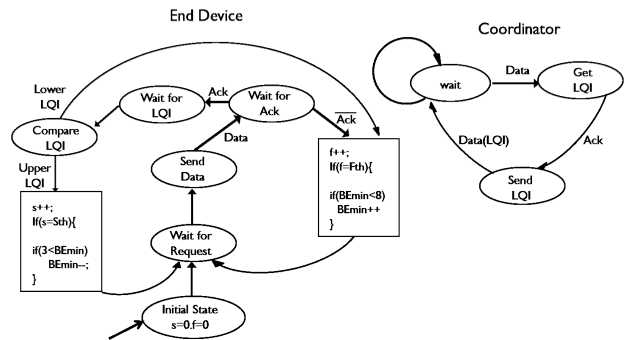 End Device
Coordinator
Lower
LQI
Ack
Wait for
LQI
Wait for
Ack
Ack
Data
Compare
LQI
Upper
LQI
Send
Data
f++;
If(f=Fth){
if(BEmin<8)
BEmin++
}
s++;
If(s=Sth){
if(3<BEmin)
BEmin--;
}
Wait for
Request
Initial State
s=0.f=0
wait
Data
Get
LQI
Data(LQI)
Ack
Send
LQI